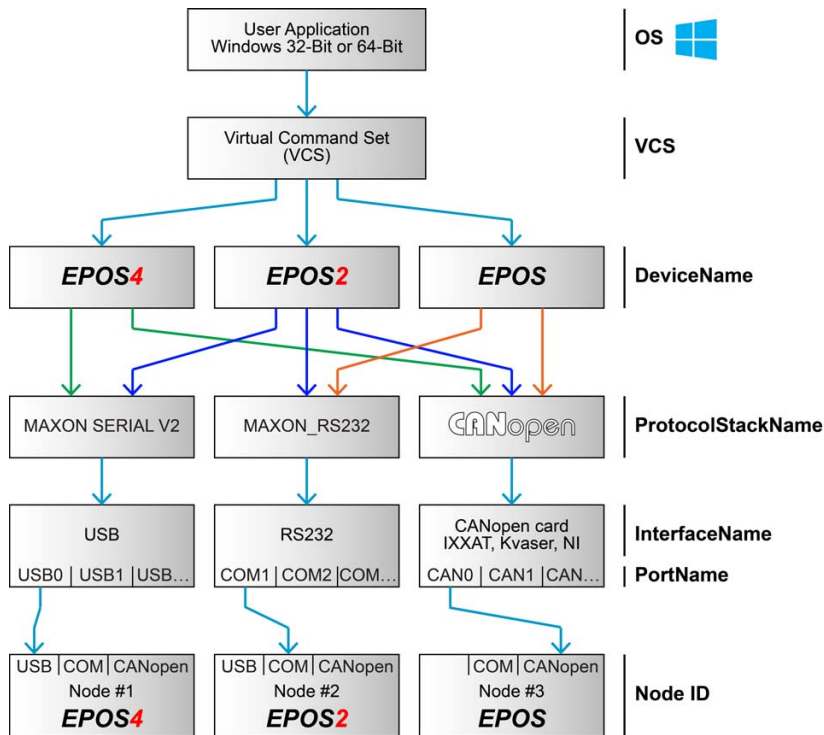 User Application
Windows 32-Bit or 64-Bit
OS
Virtual Command Set
(VCS)
VCS
EPOS4
EPOS2
EPOS
DeviceName
MAXON SERIAL V2
MAXON_RS232
CANopen
ProtocolStackName
USB
RS232
CANopen card
IXXAT, Kvaser, NI
InterfaceName
USB0 USB1 USB...
COM1 COM2 COM...
CAN0 CAN1 CAN...
PortName
USB COM CANopen
Node #1
EPOS4
USB COM CANopen
Node #2
EPOS2
COM CANopen
Node #3
EPOS
Node ID